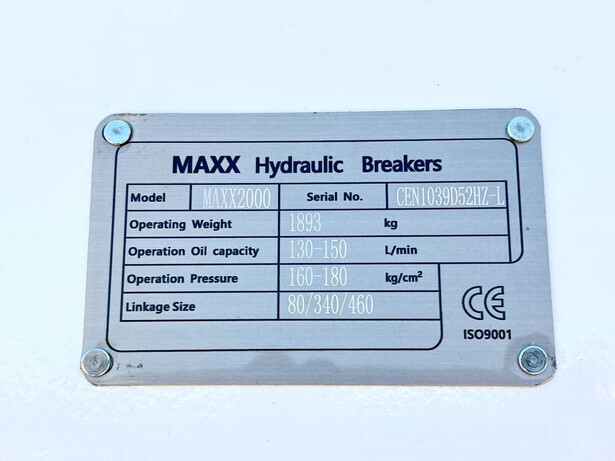 MAXX Hydraulic Breakers
Model MAXX2000 Serial No. CEN1039D52HZ-L
Operating Weight 1893 kg
Operation Oil capacity 130-150 L/min
Operation Pressure 160-180 kg/cm²
Linkage Size 80/340/460
CE
ISO9001